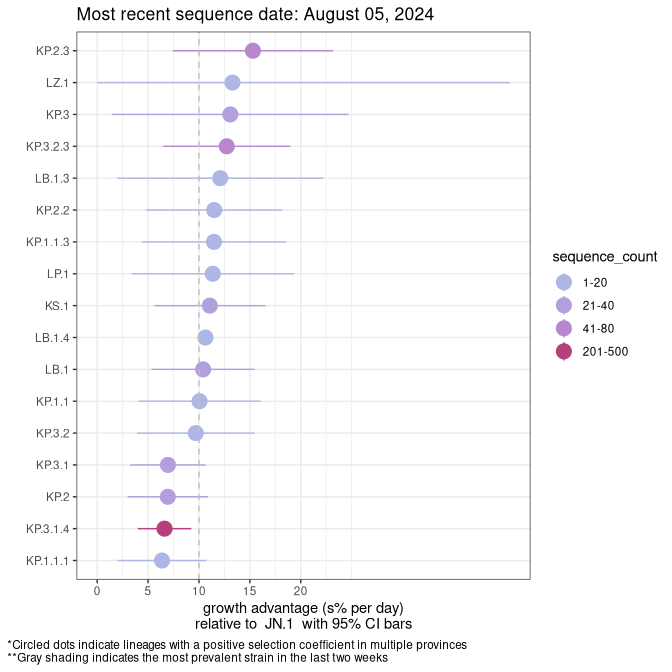 Most recent sequence date: August 05, 2024
KP.2.3
LZ.1
KP.3
KP.3.2.3
LB.1.3
KP.2.2
KP.1.1.3
LP.1
KS.1
LB.1.4
LB.1
KP.1.1
KP.3.2
KP.3.1
KP.2
KP.3.1.4
KP.1.1.1
0 5 10 15 20
growth advantage (s% per day)
relative to JN.1 with 95% CI bars
sequence_count
1-20
21-40
41-80
201-500
*Circled dots indicate lineages with a positive selection coefficient in multiple provinces
**Gray shading indicates the most prevalent strain in the last two weeks